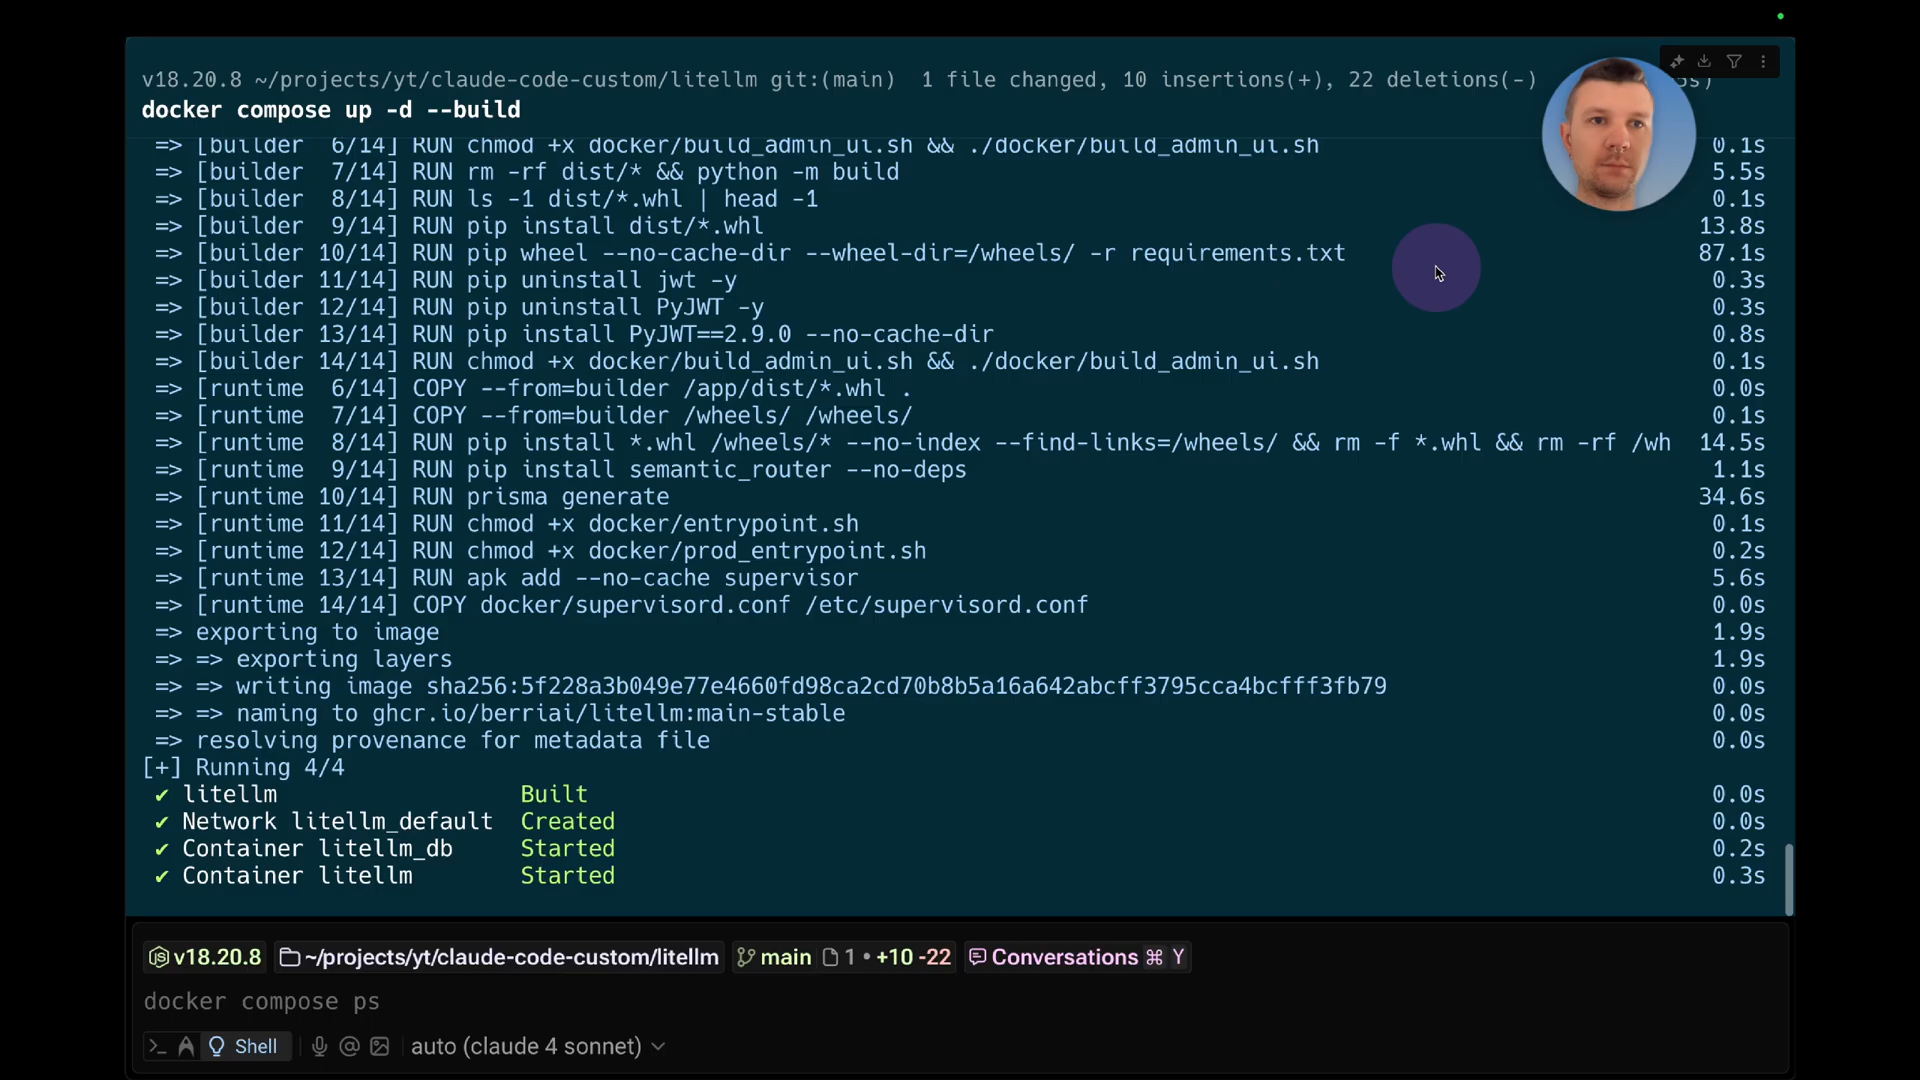 v18.20.8 ~/projects/yt/claude-code-custom/litellm git:(main)  1 file changed, 10 insertions(+), 22 deletions(-) 5s)
docker compose up -d --build
=> [builder  6/14] RUN chmod +x docker/build_admin_ui.sh && ./docker/build_admin_ui.sh 0.1s
=> [builder  7/14] RUN rm -rf dist/* && python -m build 5.5s
=> [builder  8/14] RUN ls -1 dist/*.whl | head -1 0.1s
=> [builder  9/14] RUN pip install dist/*.whl 13.8s
=> [builder 10/14] RUN pip wheel --no-cache-dir --wheel-dir=/wheels/ -r requirements.txt 87.1s
=> [builder 11/14] RUN pip uninstall jwt -y 0.3s
=> [builder 12/14] RUN pip uninstall PyJWT -y 0.3s
=> [builder 13/14] RUN pip install PyJWT==2.9.0 --no-cache-dir 0.8s
=> [builder 14/14] RUN chmod +x docker/build_admin_ui.sh && ./docker/build_admin_ui.sh 0.1s
=> [runtime  6/14] COPY --from=builder /app/dist/*.whl . 0.0s
=> [runtime  7/14] COPY --from=builder /wheels/ /wheels/ 0.1s
=> [runtime  8/14] RUN pip install *.whl /wheels/* --no-index --find-links=/wheels/ && rm -f *.whl && rm -rf /wh 14.5s
=> [runtime  9/14] RUN pip install semantic_router --no-deps 1.1s
=> [runtime 10/14] RUN prisma generate 34.6s
=> [runtime 11/14] RUN chmod +x docker/entrypoint.sh 0.1s
=> [runtime 12/14] RUN chmod +x docker/prod_entrypoint.sh 0.2s
=> [runtime 13/14] RUN apk add --no-cache supervisor 5.6s
=> [runtime 14/14] COPY docker/supervisord.conf /etc/supervisord.conf 0.0s
=> exporting to image 1.9s
=> => exporting layers 1.9s
=> => writing image sha256:5f228a3b049e77e4660fd98ca2cd70b8b5a16a642abcff3795cca4bcfff3fb79 0.0s
=> => naming to ghcr.io/berriai/litellm:main-stable 0.0s
=> resolving provenance for metadata file 0.0s
[+] Running 4/4
✔ litellm Built 0.0s
✔ Network litellm_default Created 0.0s
✔ Container litellm_db Started 0.2s
✔ Container litellm Started 0.3s
v18.20.8 ~/projects/yt/claude-code-custom/litellm main 1 • +10 -22 Conversations ⌘ Y
docker compose ps
Shell auto (claude 4 sonnet)